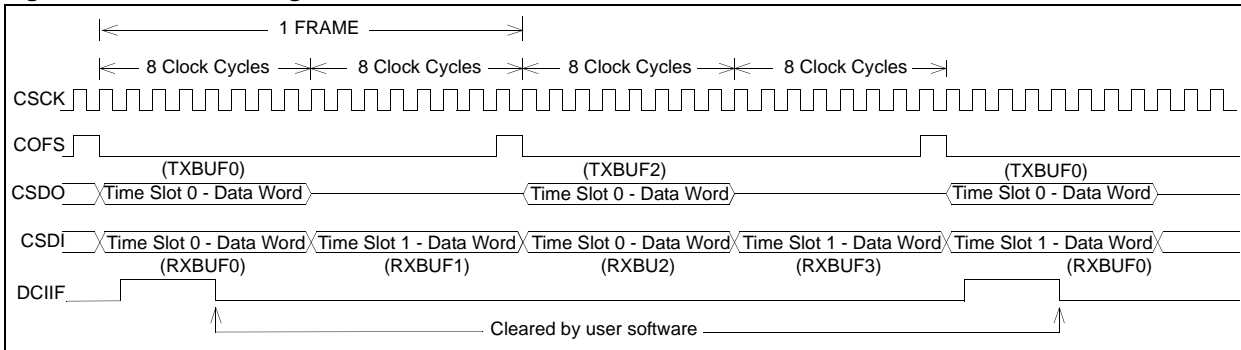 1 FRAME
8 Clock Cycles 8 Clock Cycles 8 Clock Cycles 8 Clock Cycles
CSCK
COFS
(TXBUF0) (TXBUF2) (TXBUF0)
CSDO Time Slot 0 - Data Word Time Slot 0 - Data Word Time Slot 0 - Data Word
CSDI Time Slot 0 - Data Word Time Slot 1 - Data Word Time Slot 0 - Data Word Time Slot 1 - Data Word Time Slot 1 - Data Word
(RXBUF0) (RXBUF1) (RXBU2) (RXBUF3) (RXBUF0)
DCIIF
Cleared by user software